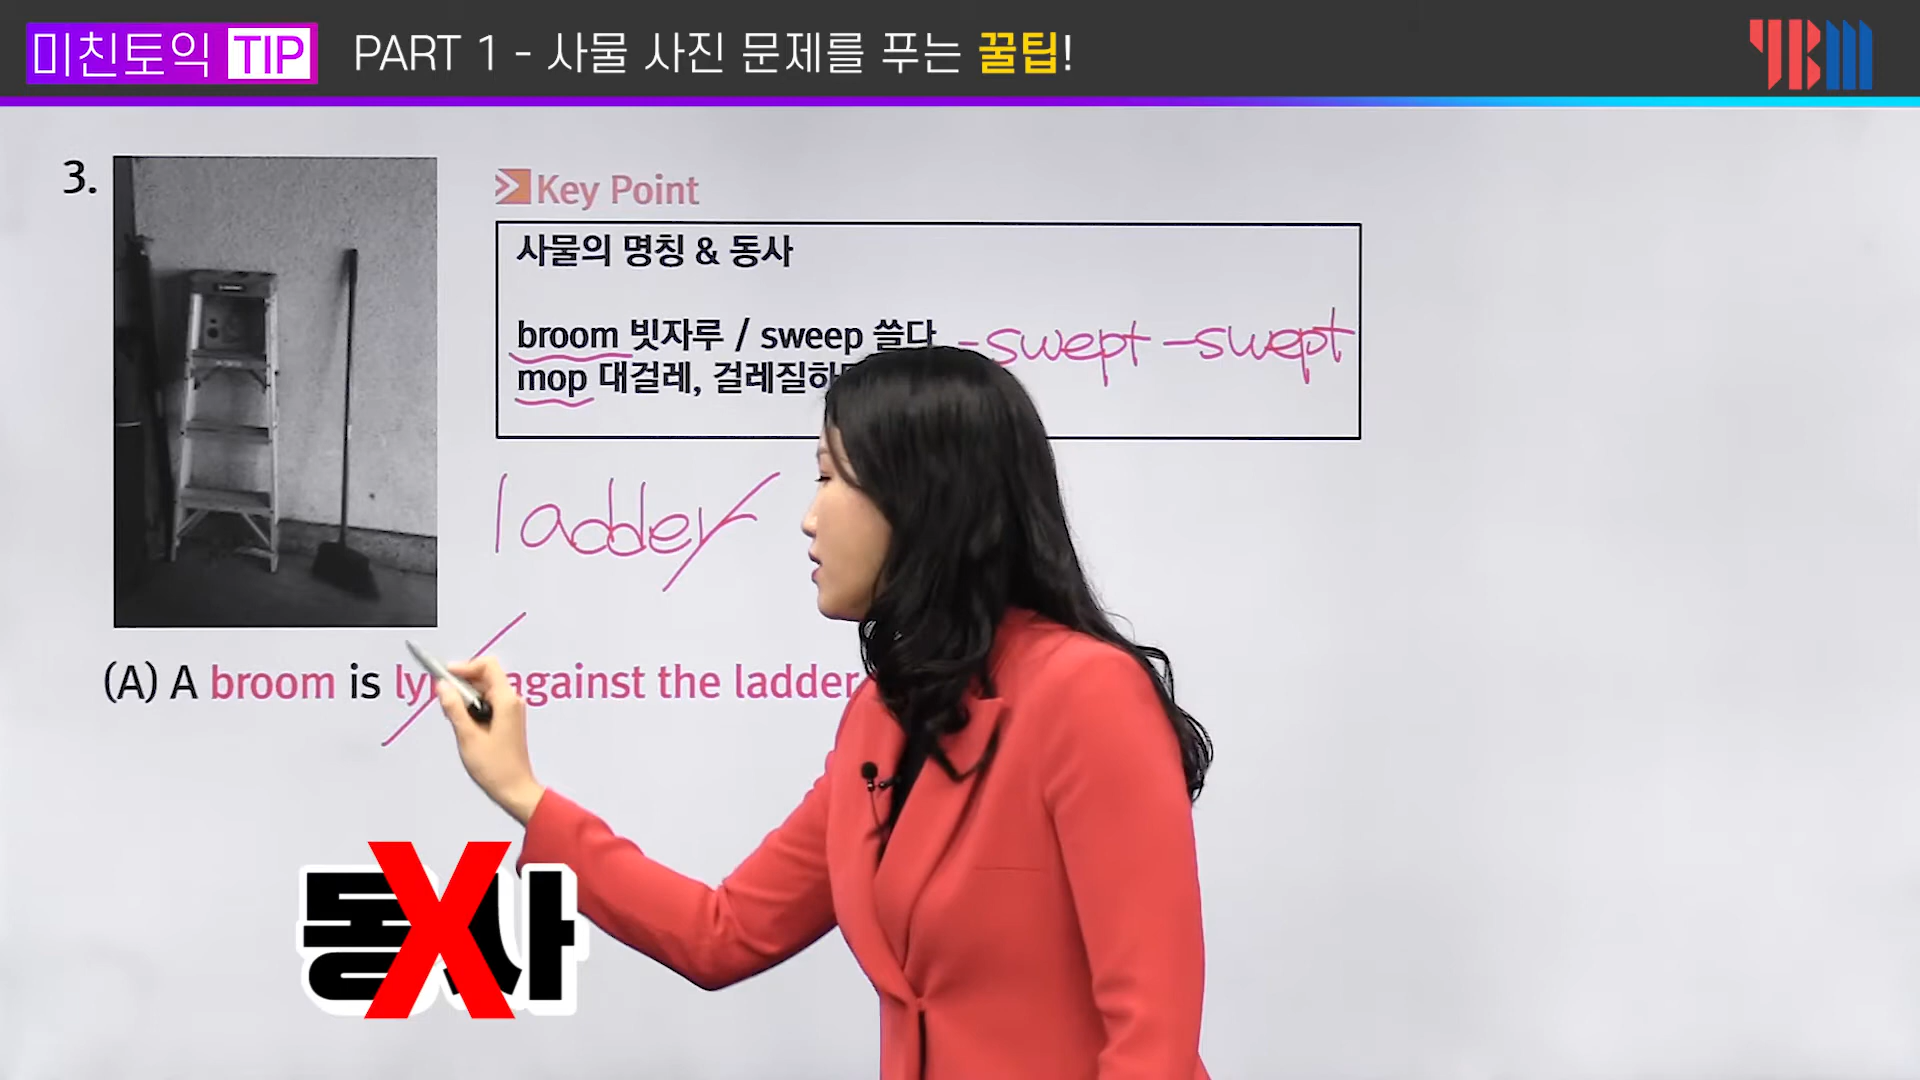 미친토익 TIP PART 1 - 사물 사진 문제를 푸는 꿀팁!
YBM
3.
Key Point
사물의 명칭 & 동사
broom 빗자루 / sweep 쓸다 - swept - swept
mop 대걸레, 걸레질하
ladder
(A) A broom is against the ladder
동사
X